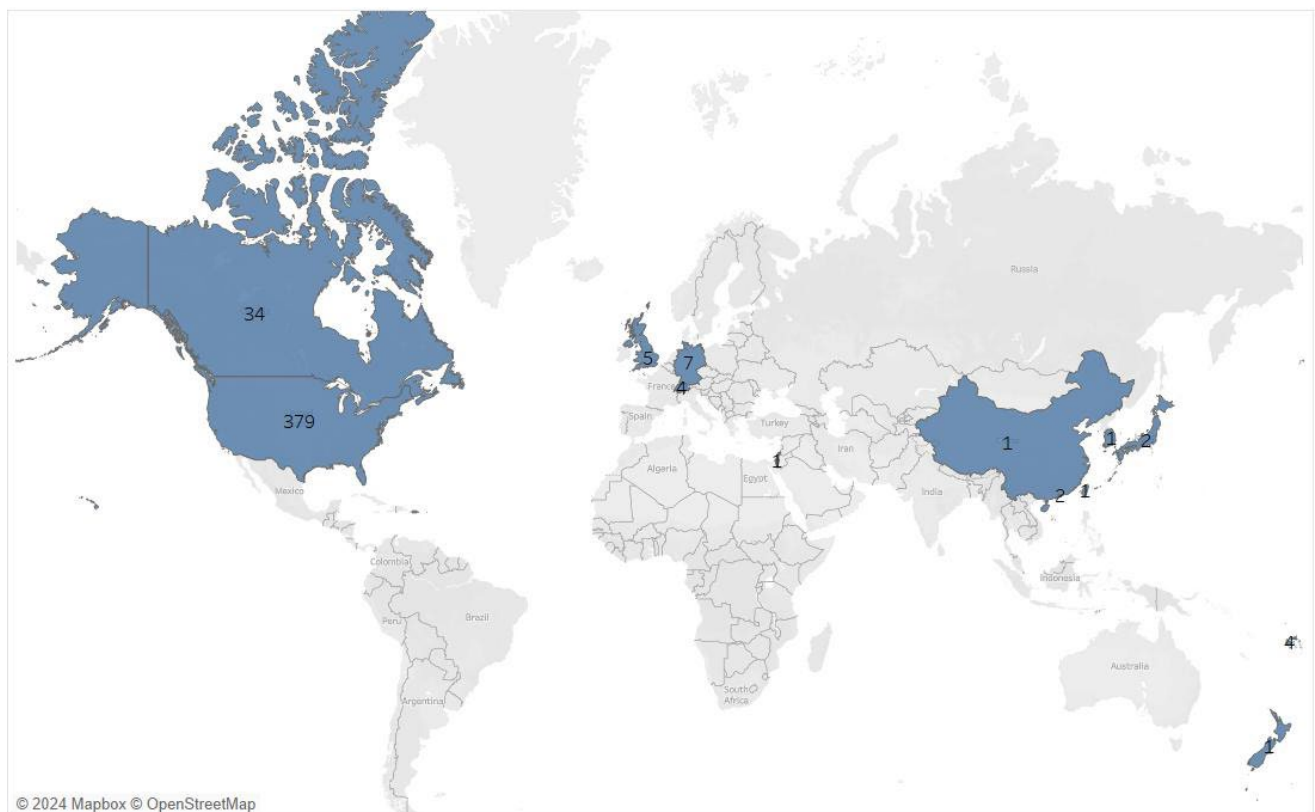 Russia
34
5
7
France
4
Spain
Turkey
379
1
2
1
1
Iran
Algeria
Egypt
Mexico
India
2
1
Colombia
Indonesia
Brazil
Peru
4
Australia
South
Africa
Argentina
1
© 2024 Mapbox © OpenStreetMap